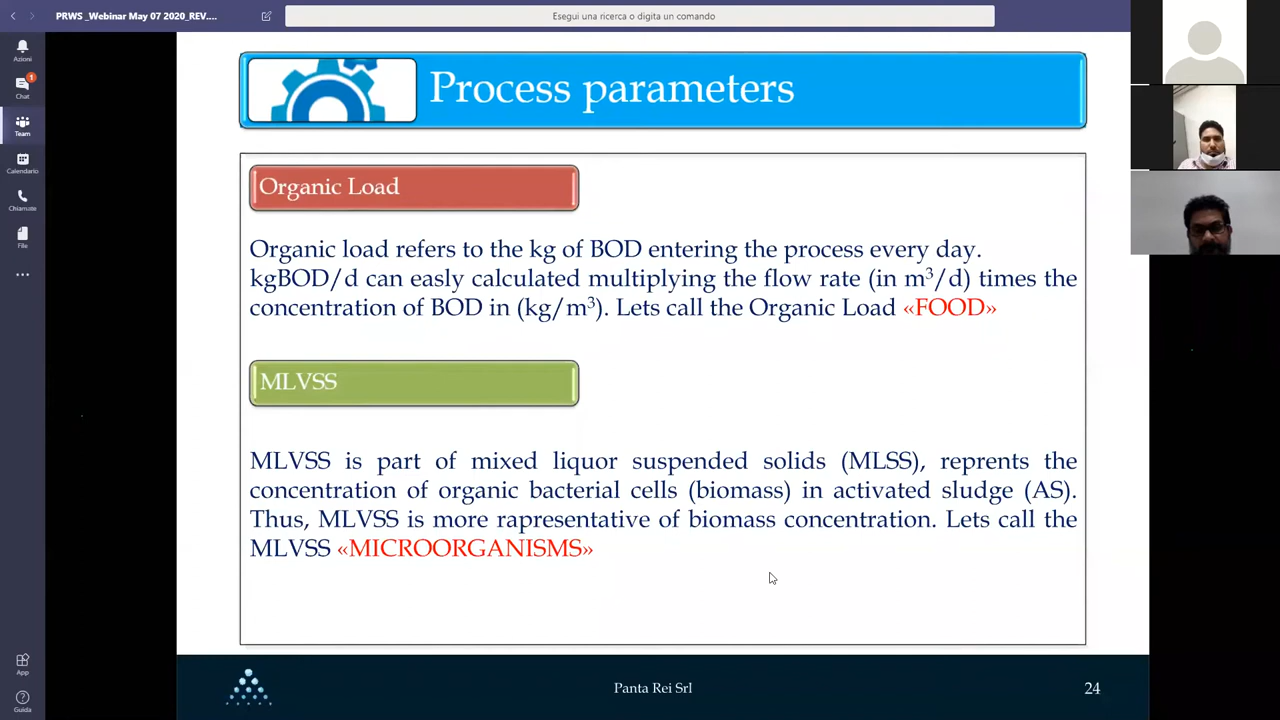 PRWS _Webinar May 07 2020_REV....
Esegui una ricerca o digita un comando
Azioni
1
Chat
Team
Calendario
Chiamate
File
App
Guida
Process parameters
Organic Load
Organic load refers to the kg of BOD entering the process every day.
kgBOD/d can easily calculated multiplying the flow rate (in m³/d) times the
concentration of BOD in (kg/m³). Lets call the Organic Load «FOOD»
MLVSS
MLVSS is part of mixed liquor suspended solids (MLSS), reprents the
concentration of organic bacterial cells (biomass) in activated sludge (AS).
Thus, MLVSS is more rapresentative of biomass concentration. Lets call the
MLVSS «MICROORGANISMS»
Panta Rei Srl
24